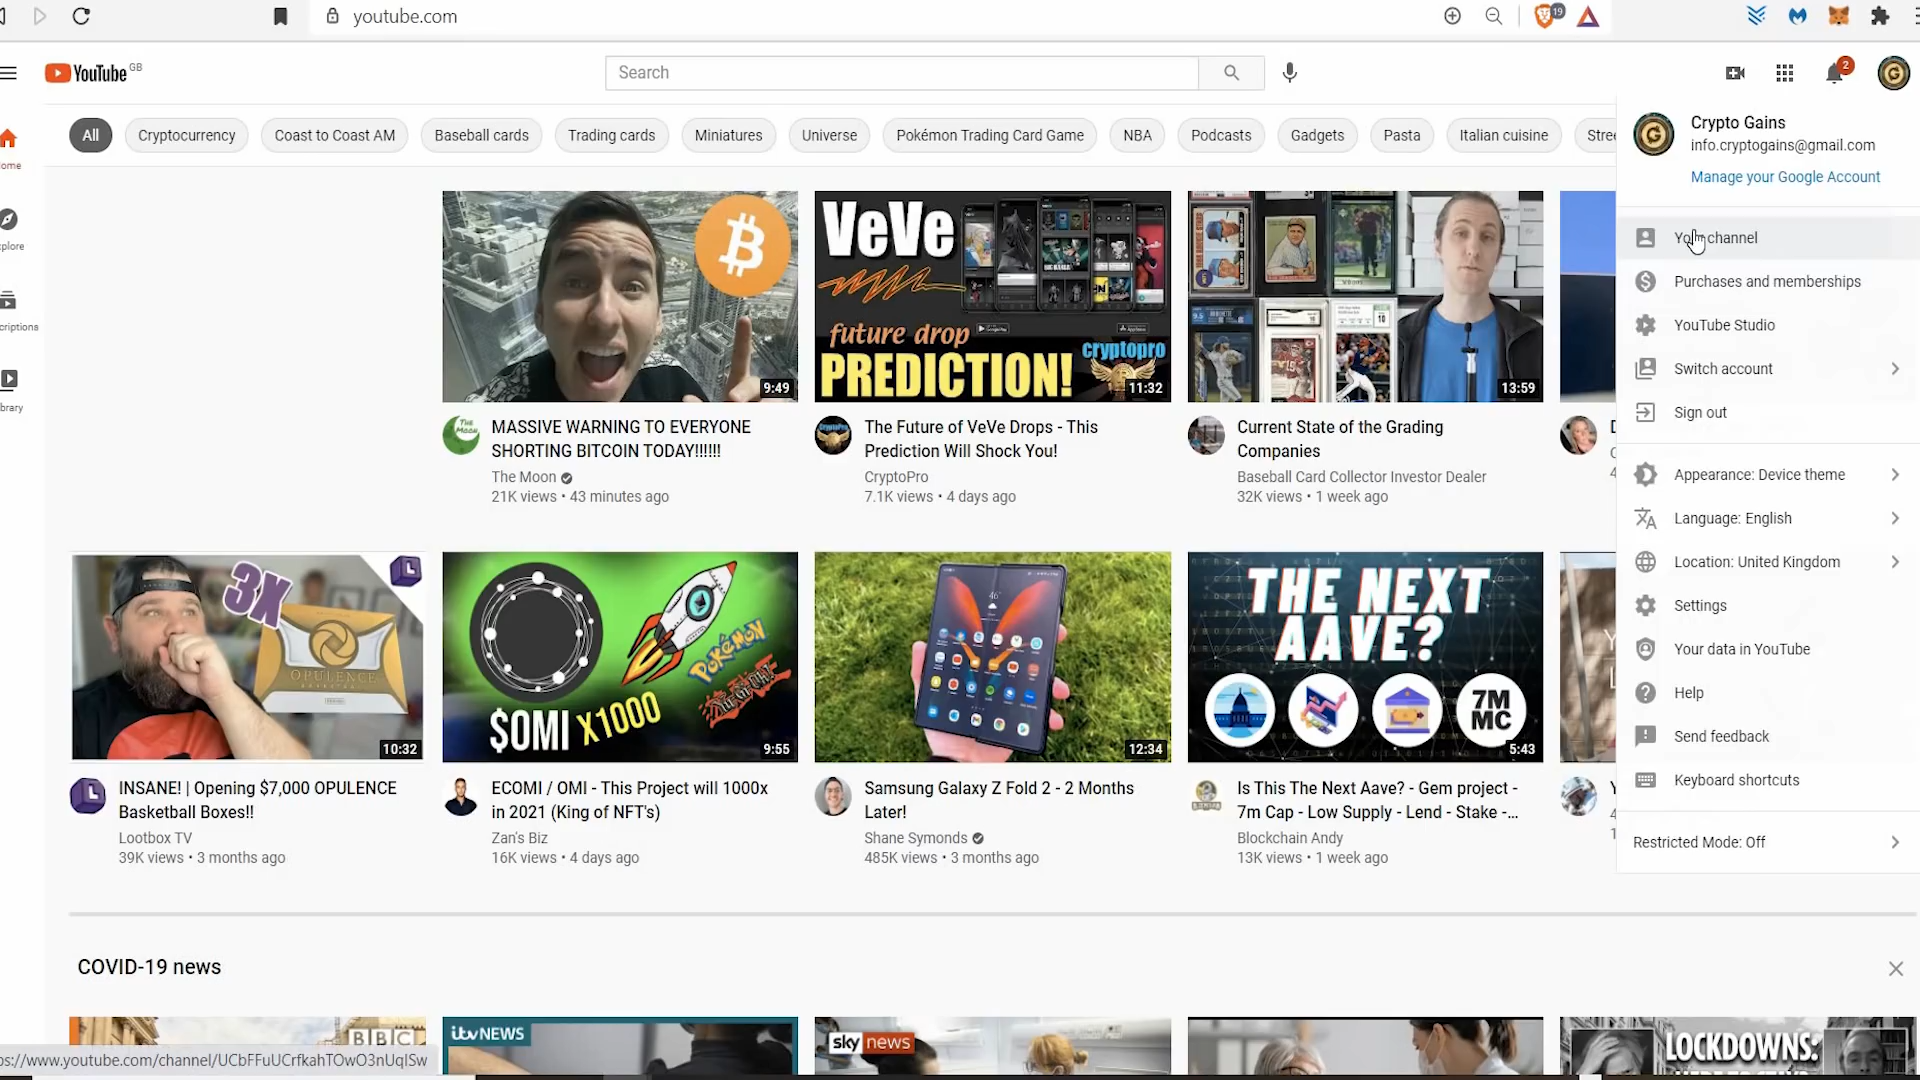 youtube.com
19
YouTube GB
Search
2
All
Cryptocurrency
Coast to Coast AM
Baseball cards
Trading cards
Miniatures
Universe
Pokémon Trading Card Game
NBA
Podcasts
Gadgets
Pasta
Italian cuisine
Stree
Crypto Gains
info.cryptogains@gmail.com
Manage your Google Account
channel
Purchases and memberships
YouTube Studio
Switch account
Sign out
Appearance: Device theme
Language: English
Location: United Kingdom
Settings
Your data in YouTube
Help
Send feedback
Keyboard shortcuts
Restricted Mode: Off
ome
plore
criptions
brary
9:49
VeVe
future drop
PREDICTION!
cryptopro
11:32
13:59
MASSIVE WARNING TO EVERYONE
SHORTING BITCOIN TODAY!!!!!!
The Moon
21K views • 43 minutes ago
The Future of VeVe Drops - This
Prediction Will Shock You!
CryptoPro
7.1K views • 4 days ago
Current State of the Grading
Companies
Baseball Card Collector Investor Dealer
32K views • 1 week ago
3X
OPULENCE
10:32
$OMI X1000
Pokémon
Yu-Gi-Oh!
9:55
12:34
THE NEXT
AAVE?
7M
MC
5:43
INSANE! | Opening $7,000 OPULENCE
Basketball Boxes!!
Lootbox TV
39K views • 3 months ago
ECOMI / OMI - This Project will 1000x
in 2021 (King of NFT's)
Zan's Biz
16K views • 4 days ago
Samsung Galaxy Z Fold 2 - 2 Months
Later!
Shane Symonds
485K views • 3 months ago
Is This The Next Aave? - Gem project -
7m Cap - Low Supply - Lend - Stake -...
Blockchain Andy
13K views • 1 week ago
COVID-19 news
BBC
itv NEWS
sky news
LOCKDOWNS:
ps://www.youtube.com/channel/UCbFFuUCrfkahTOwO3nUqlSw